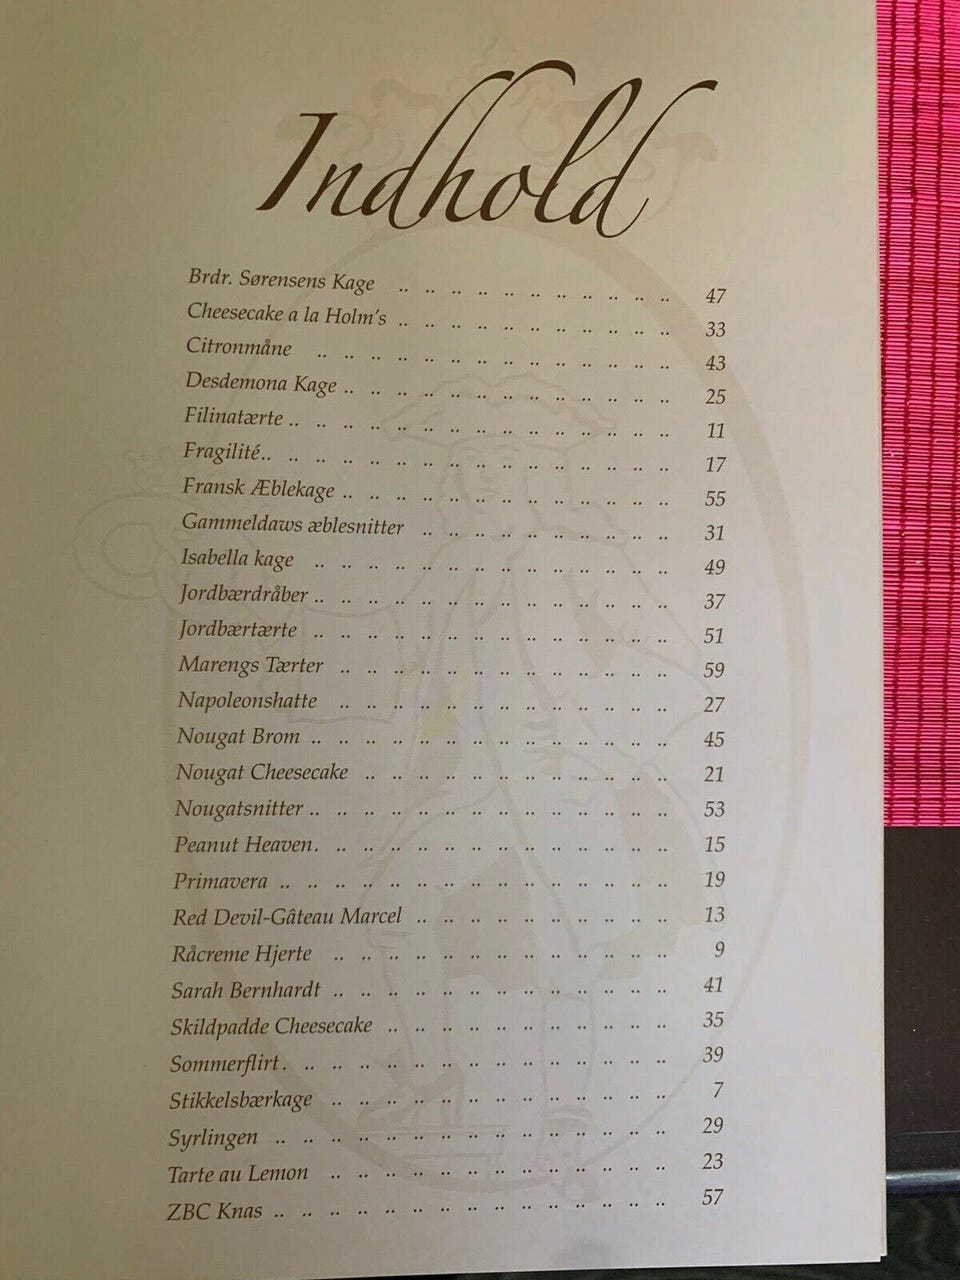 Indhold
Brdr. Sørensens Kage .. .. .. .. .. .. .. .. .. .. .. 47
Cheesecake a la Holm's .. .. .. .. .. .. .. .. .. .. .. 33
Citronmåne .. .. .. .. .. .. .. .. .. .. .. .. .. .. 43
Desdemona Kage .. .. .. .. .. .. .. .. .. .. .. .. .. 25
Filinatærte .. .. .. .. .. .. .. .. .. .. .. .. .. .. .. 11
Fragilité .. .. .. .. .. .. .. .. .. .. .. .. .. .. .. .. 17
Fransk Æblekage .. .. .. .. .. .. .. .. .. .. .. .. .. 55
Gammeldaws æblesnitter .. .. .. .. .. .. .. .. .. .. 31
Isabella kage .. .. .. .. .. .. .. .. .. .. .. .. .. .. 49
Jordbærdråber .. .. .. .. .. .. .. .. .. .. .. .. .. .. 37
Jordbærtærte .. .. .. .. .. .. .. .. .. .. .. .. .. .. 51
Marengs Tærter .. .. .. .. .. .. .. .. .. .. .. .. .. 59
Napoleonshatte .. .. .. .. .. .. .. .. .. .. .. .. .. 27
Nougat Brom .. .. .. .. .. .. .. .. .. .. .. .. .. .. 45
Nougat Cheesecake .. .. .. .. .. .. .. .. .. .. .. .. 21
Nougatsnitter .. .. .. .. .. .. .. .. .. .. .. .. .. .. 53
Peanut Heaven. .. .. .. .. .. .. .. .. .. .. .. .. .. 15
Primavera .. .. .. .. .. .. .. .. .. .. .. .. .. .. .. 19
Red Devil-Gâteau Marcel .. .. .. .. .. .. .. .. .. .. 13
Råcreme Hjerte .. .. .. .. .. .. .. .. .. .. .. .. .. 9
Sarah Bernhardt .. .. .. .. .. .. .. .. .. .. .. .. .. 41
Skildpadde Cheesecake .. .. .. .. .. .. .. .. .. .. .. 35
Sommerflirt. .. .. .. .. .. .. .. .. .. .. .. .. .. .. 39
Stikkelsbærkage .. .. .. .. .. .. .. .. .. .. .. .. .. 7
Syrlingen .. .. .. .. .. .. .. .. .. .. .. .. .. .. .. 29
Tarte au Lemon .. .. .. .. .. .. .. .. .. .. .. .. .. 23
ZBC Knas .. .. .. .. .. .. .. .. .. .. .. .. .. .. .. 57